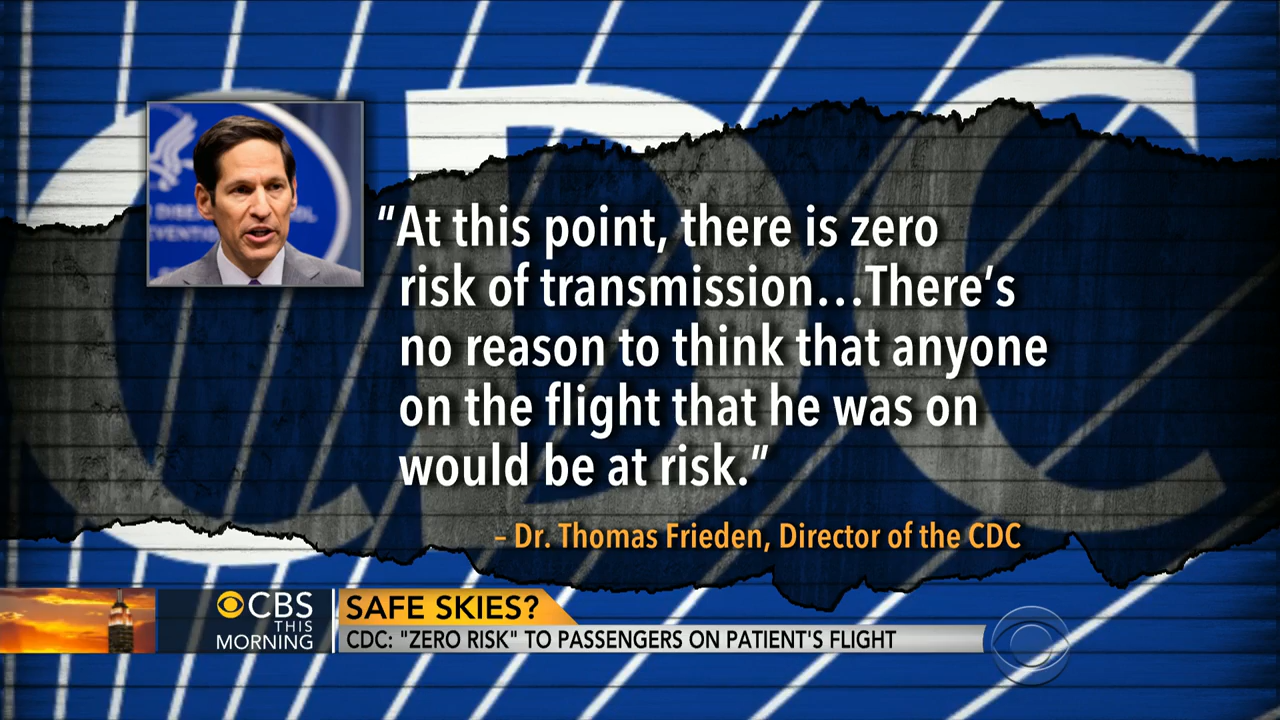 CDC
“At this point, there is zero
risk of transmission…There’s
no reason to think that anyone
on the flight that he was on
would be at risk.”
– Dr. Thomas Frieden, Director of the CDC
CBS
THIS
MORNING
SAFE SKIES?
CDC: "ZERO RISK" TO PASSENGERS ON PATIENT'S FLIGHT